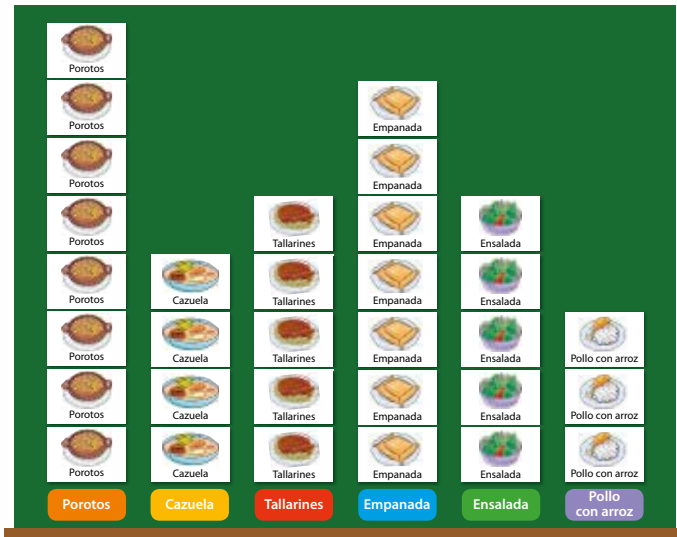 Porotos
Porotos
Porotos Empanada
Porotos Empanada
Porotos Tallarines Empanada Ensalada
Porotos Cazuela Tallarines Empanada Ensalada
Porotos Cazuela Tallarines Empanada Ensalada Pollo con arroz
Porotos Cazuela Tallarines Empanada Ensalada Pollo con arroz
Porotos Cazuela Tallarines Empanada Ensalada Pollo con arroz
Porotos Cazuela Tallarines Empanada Ensalada Pollo
con arroz